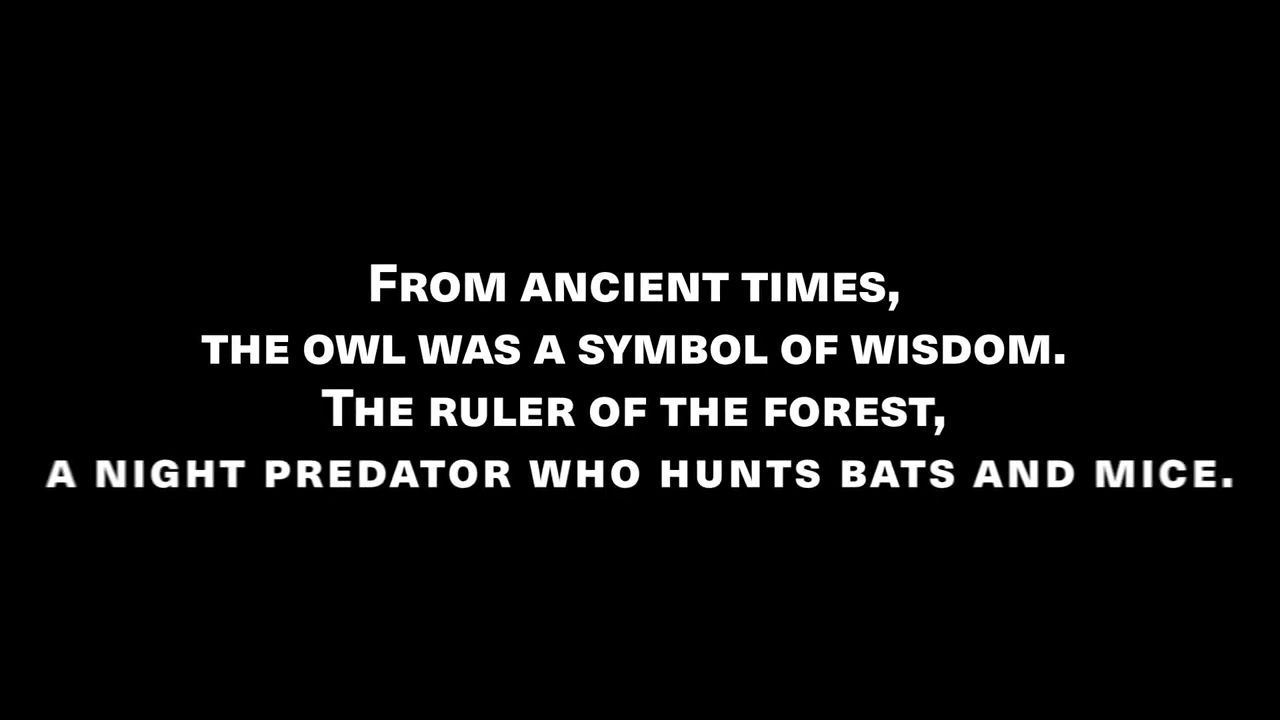 From ancient times,
the owl was a symbol of wisdom.
The ruler of the forest,
a night predator who hunts bats and mice.